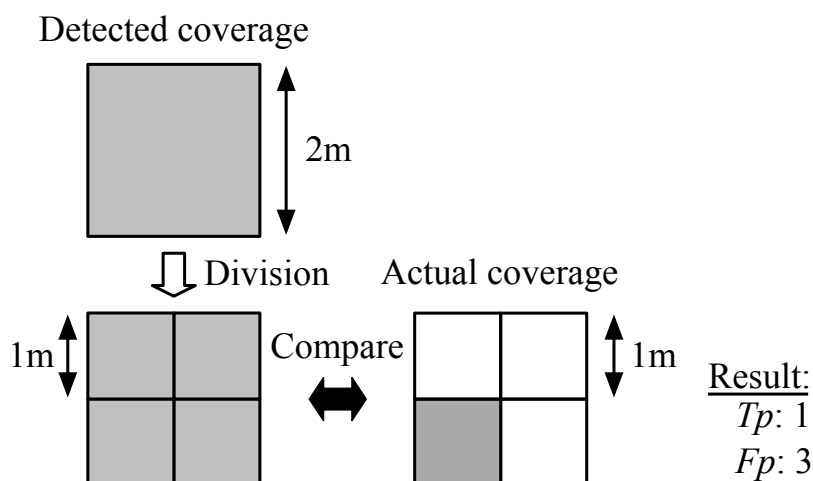 Detected coverage
2m
Division
Actual coverage
1m
Compare
1m
Result:
Tp: 1
Fp: 3